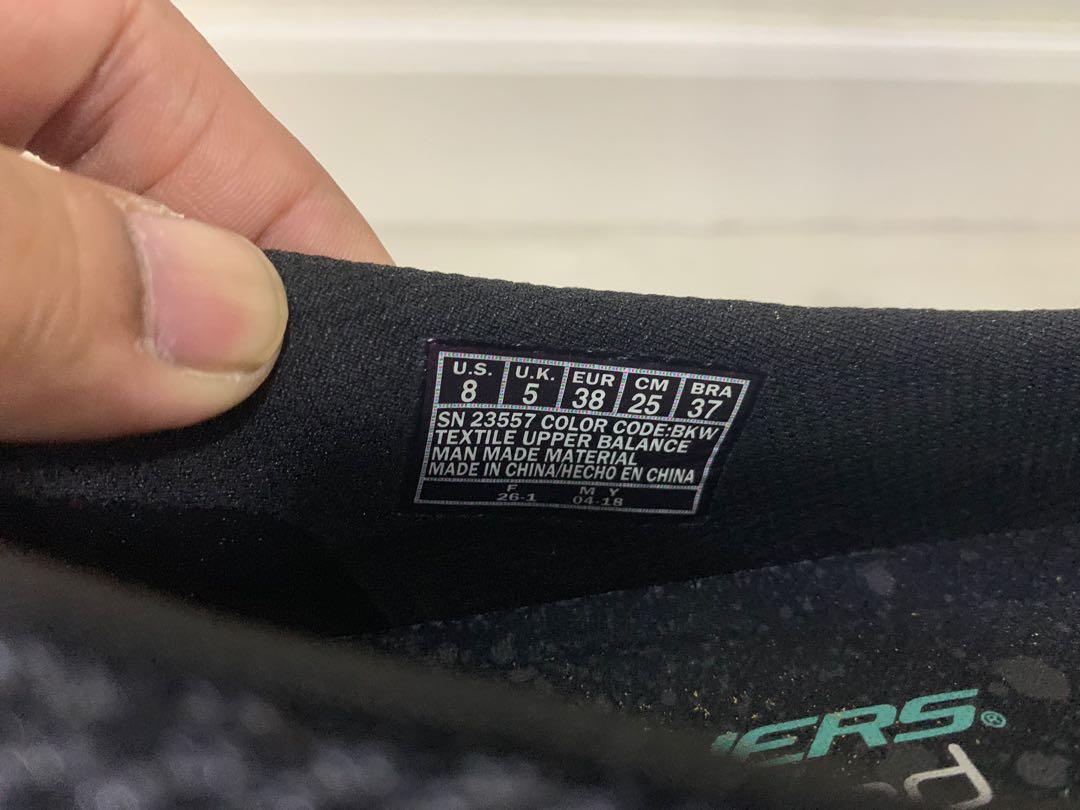 U.S. U.K. EUR CM BRA
8 5 38 25 37
SN 23557 COLOR CODE:BKW
TEXTILE UPPER BALANCE
MAN MADE MATERIAL
MADE IN CHINA/HECHO EN CHINA
F M Y
26-1 04-18
ERS®